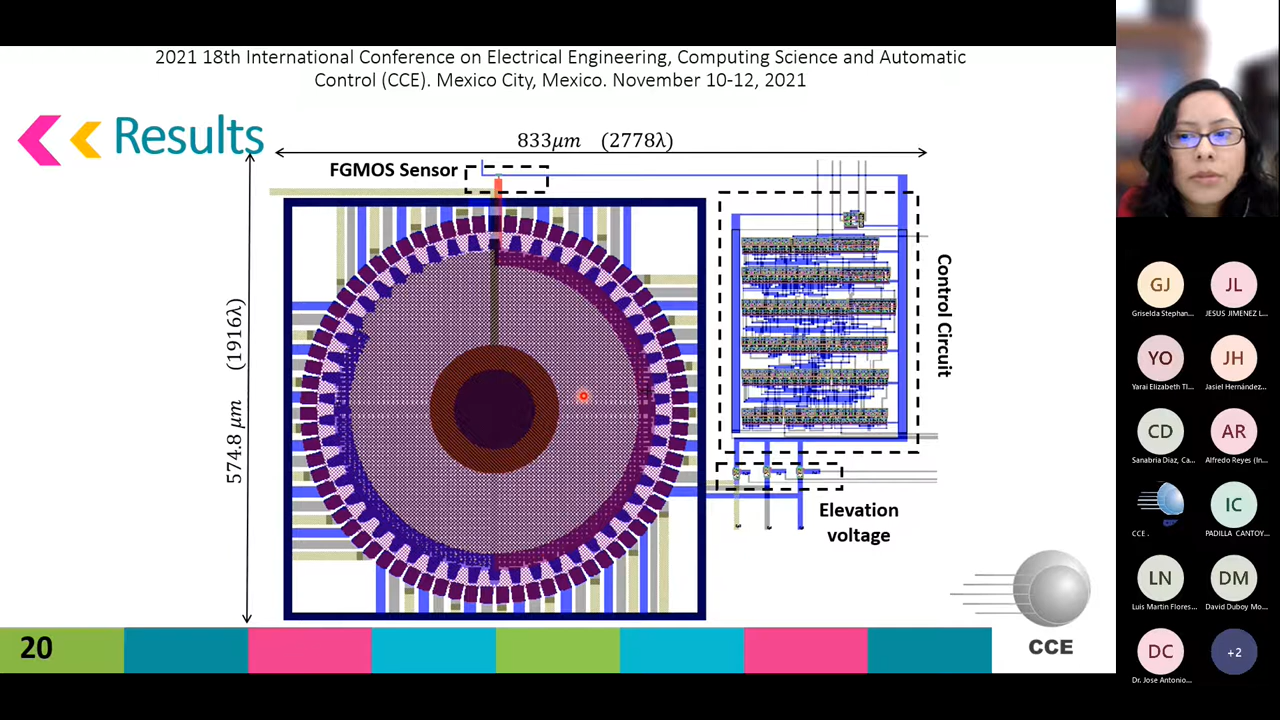 2021 18th International Conference on Electrical Engineering, Computing Science and Automatic
Control (CCE). Mexico City, Mexico. November 10-12, 2021
Results
833μm (2778λ)
FGMOS Sensor
574.8 μm (1916λ)
Control Circuit
Elevation
voltage
CCE
20
GJ
Griselda Stephan...
JL
JESUS JIMENEZ L...
YO
Yarai Elizabeth Tl...
JH
Jasiel Hernández...
CD
Sanabria Diaz, Ca...
AR
Alfredo Reyes (In...
CCE .
IC
PADILLA CANTOY...
LN
Luis Martin Flores...
DM
David Duboy Mo...
DC
Dr. Jose Antonio...
+2